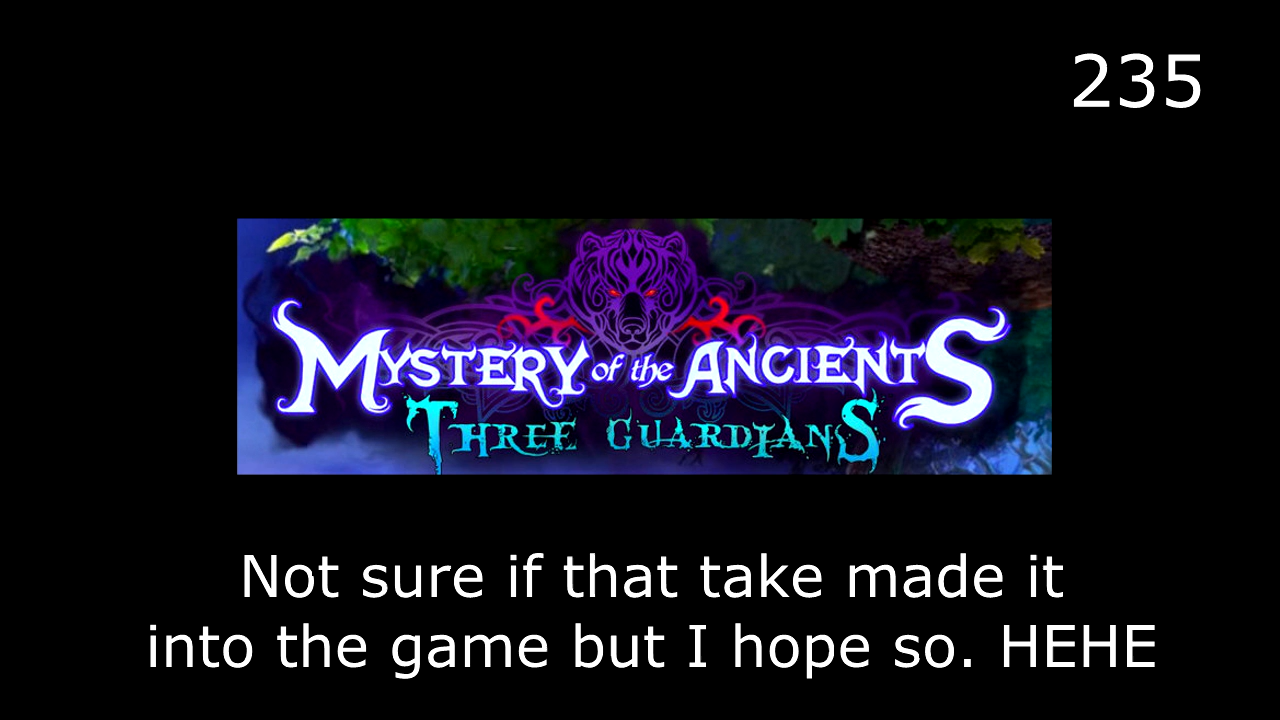 235
MYSTERY of the ANCIENTS
THREE GUARDIANS
Not sure if that take made it
into the game but I hope so. HEHE